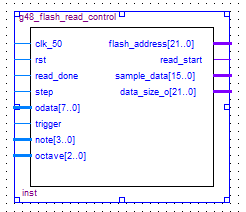 g48_flash_read_control
clk_50 flash_address[21..0]
rst read_start
read_done sample_data[15..0]
step data_size_o[21..0]
odata[7..0]
trigger
note[3..0]
octave[2..0]
inst